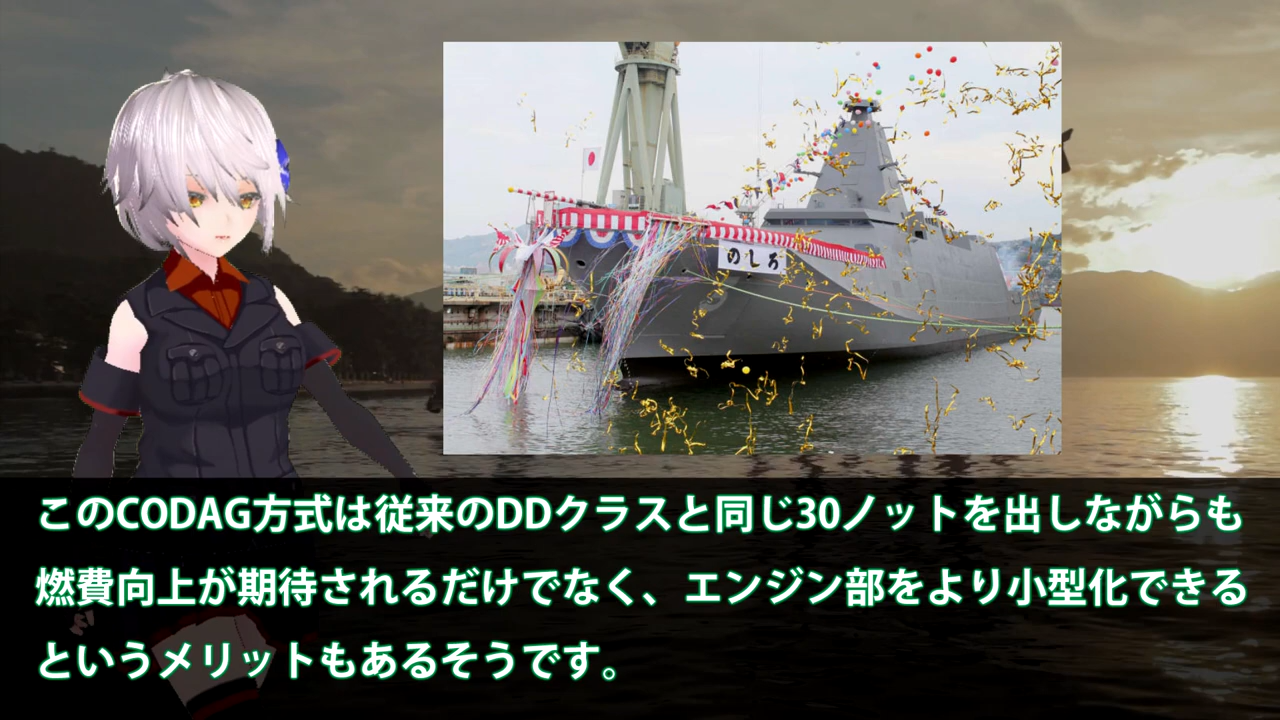 のしろ
このCODAG方式は従来のDDクラスと同じ30ノットを出しながらも
燃費向上が期待されるだけでなく、エンジン部をより小型化できる
というメリットもあるそうです。